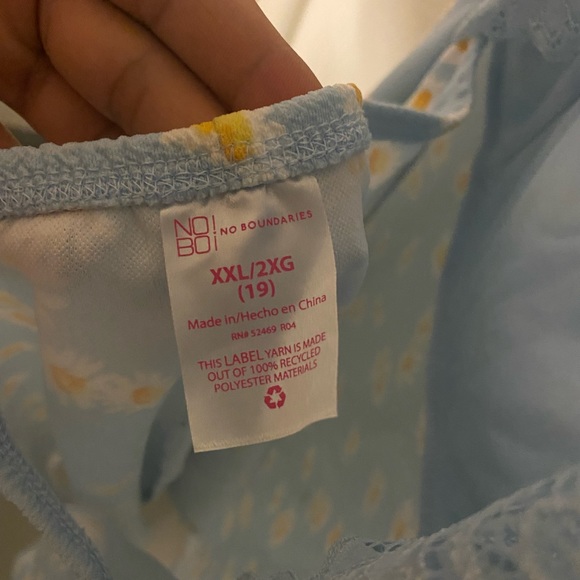 NO!
BO!
NO BOUNDARIES
XXL/2XG
(19)
Made in/Hecho en China
RN# 52469 R04
THIS LABEL YARN IS MADE
OUT OF 100% RECYCLED
POLYESTER MATERIALS